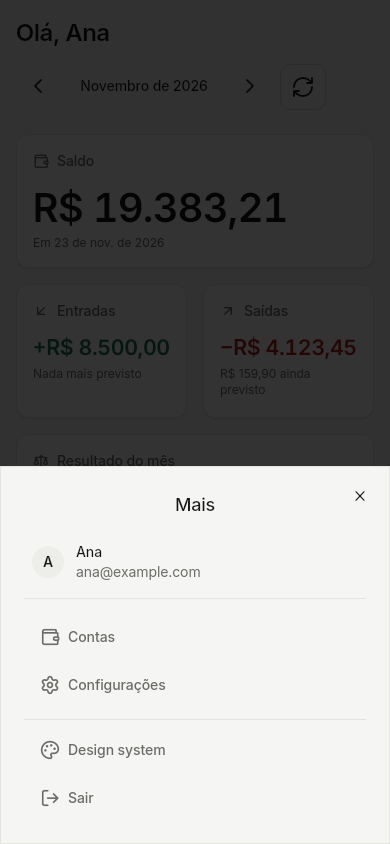 Olá, Ana
Novembro de 2026
Saldo
R$ 19.383,21
Em 23 de nov. de 2026
Entradas
+R$ 8.500,00
Nada mais previsto
Saídas
−R$ 4.123,45
R$ 159,90 ainda
previsto
Resultado do mês
Mais
A
Ana
ana@example.com
Contas
Configurações
Design system
Sair